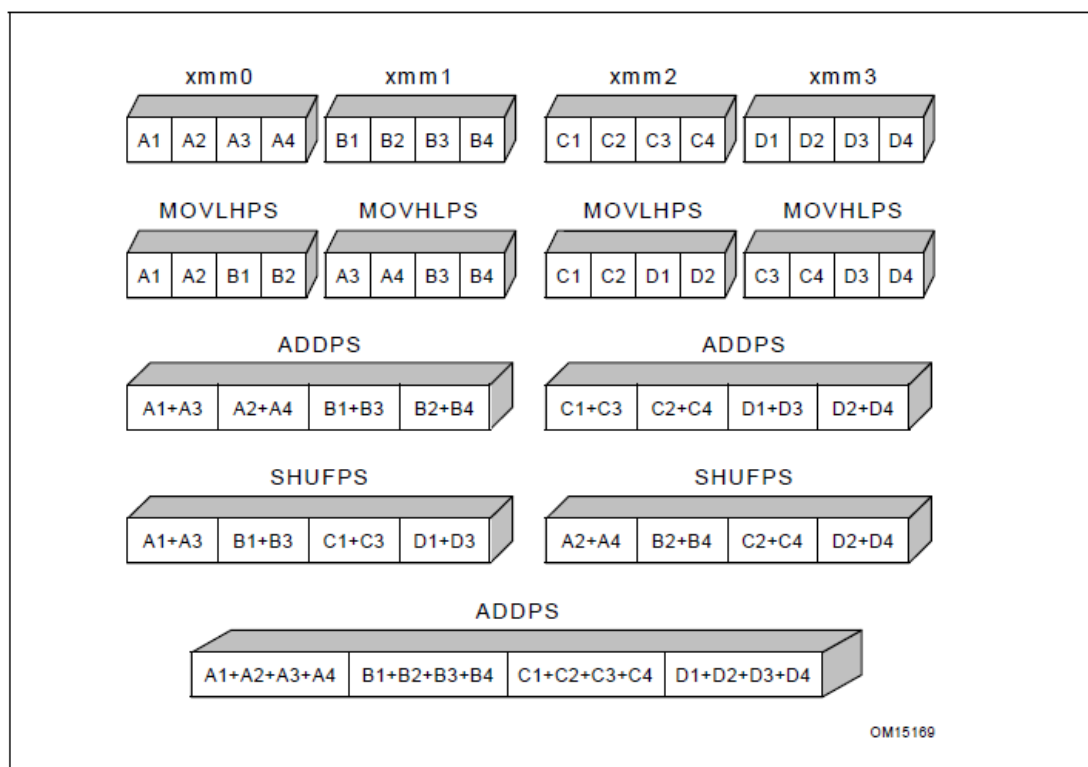 xmm0 xmm1 xmm2 xmm3
A1 A2 A3 A4 B1 B2 B3 B4 C1 C2 C3 C4 D1 D2 D3 D4
MOVLHPS MOVHLPS MOVLHPS MOVHLPS
A1 A2 B1 B2 A3 A4 B3 B4 C1 C2 D1 D2 C3 C4 D3 D4
ADDPS ADDPS
A1+A3 A2+A4 B1+B3 B2+B4 C1+C3 C2+C4 D1+D3 D2+D4
SHUFPS SHUFPS
A1+A3 B1+B3 C1+C3 D1+D3 A2+A4 B2+B4 C2+C4 D2+D4
ADDPS
A1+A2+A3+A4 B1+B2+B3+B4 C1+C2+C3+C4 D1+D2+D3+D4
OM15169